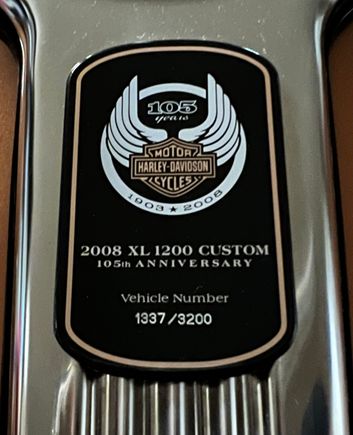 105
years
MOTOR
HARLEY-DAVIDSON
CYCLES
1903 ★ 2008
2008 XL 1200 CUSTOM
105th ANNIVERSARY
Vehicle Number
1337/3200